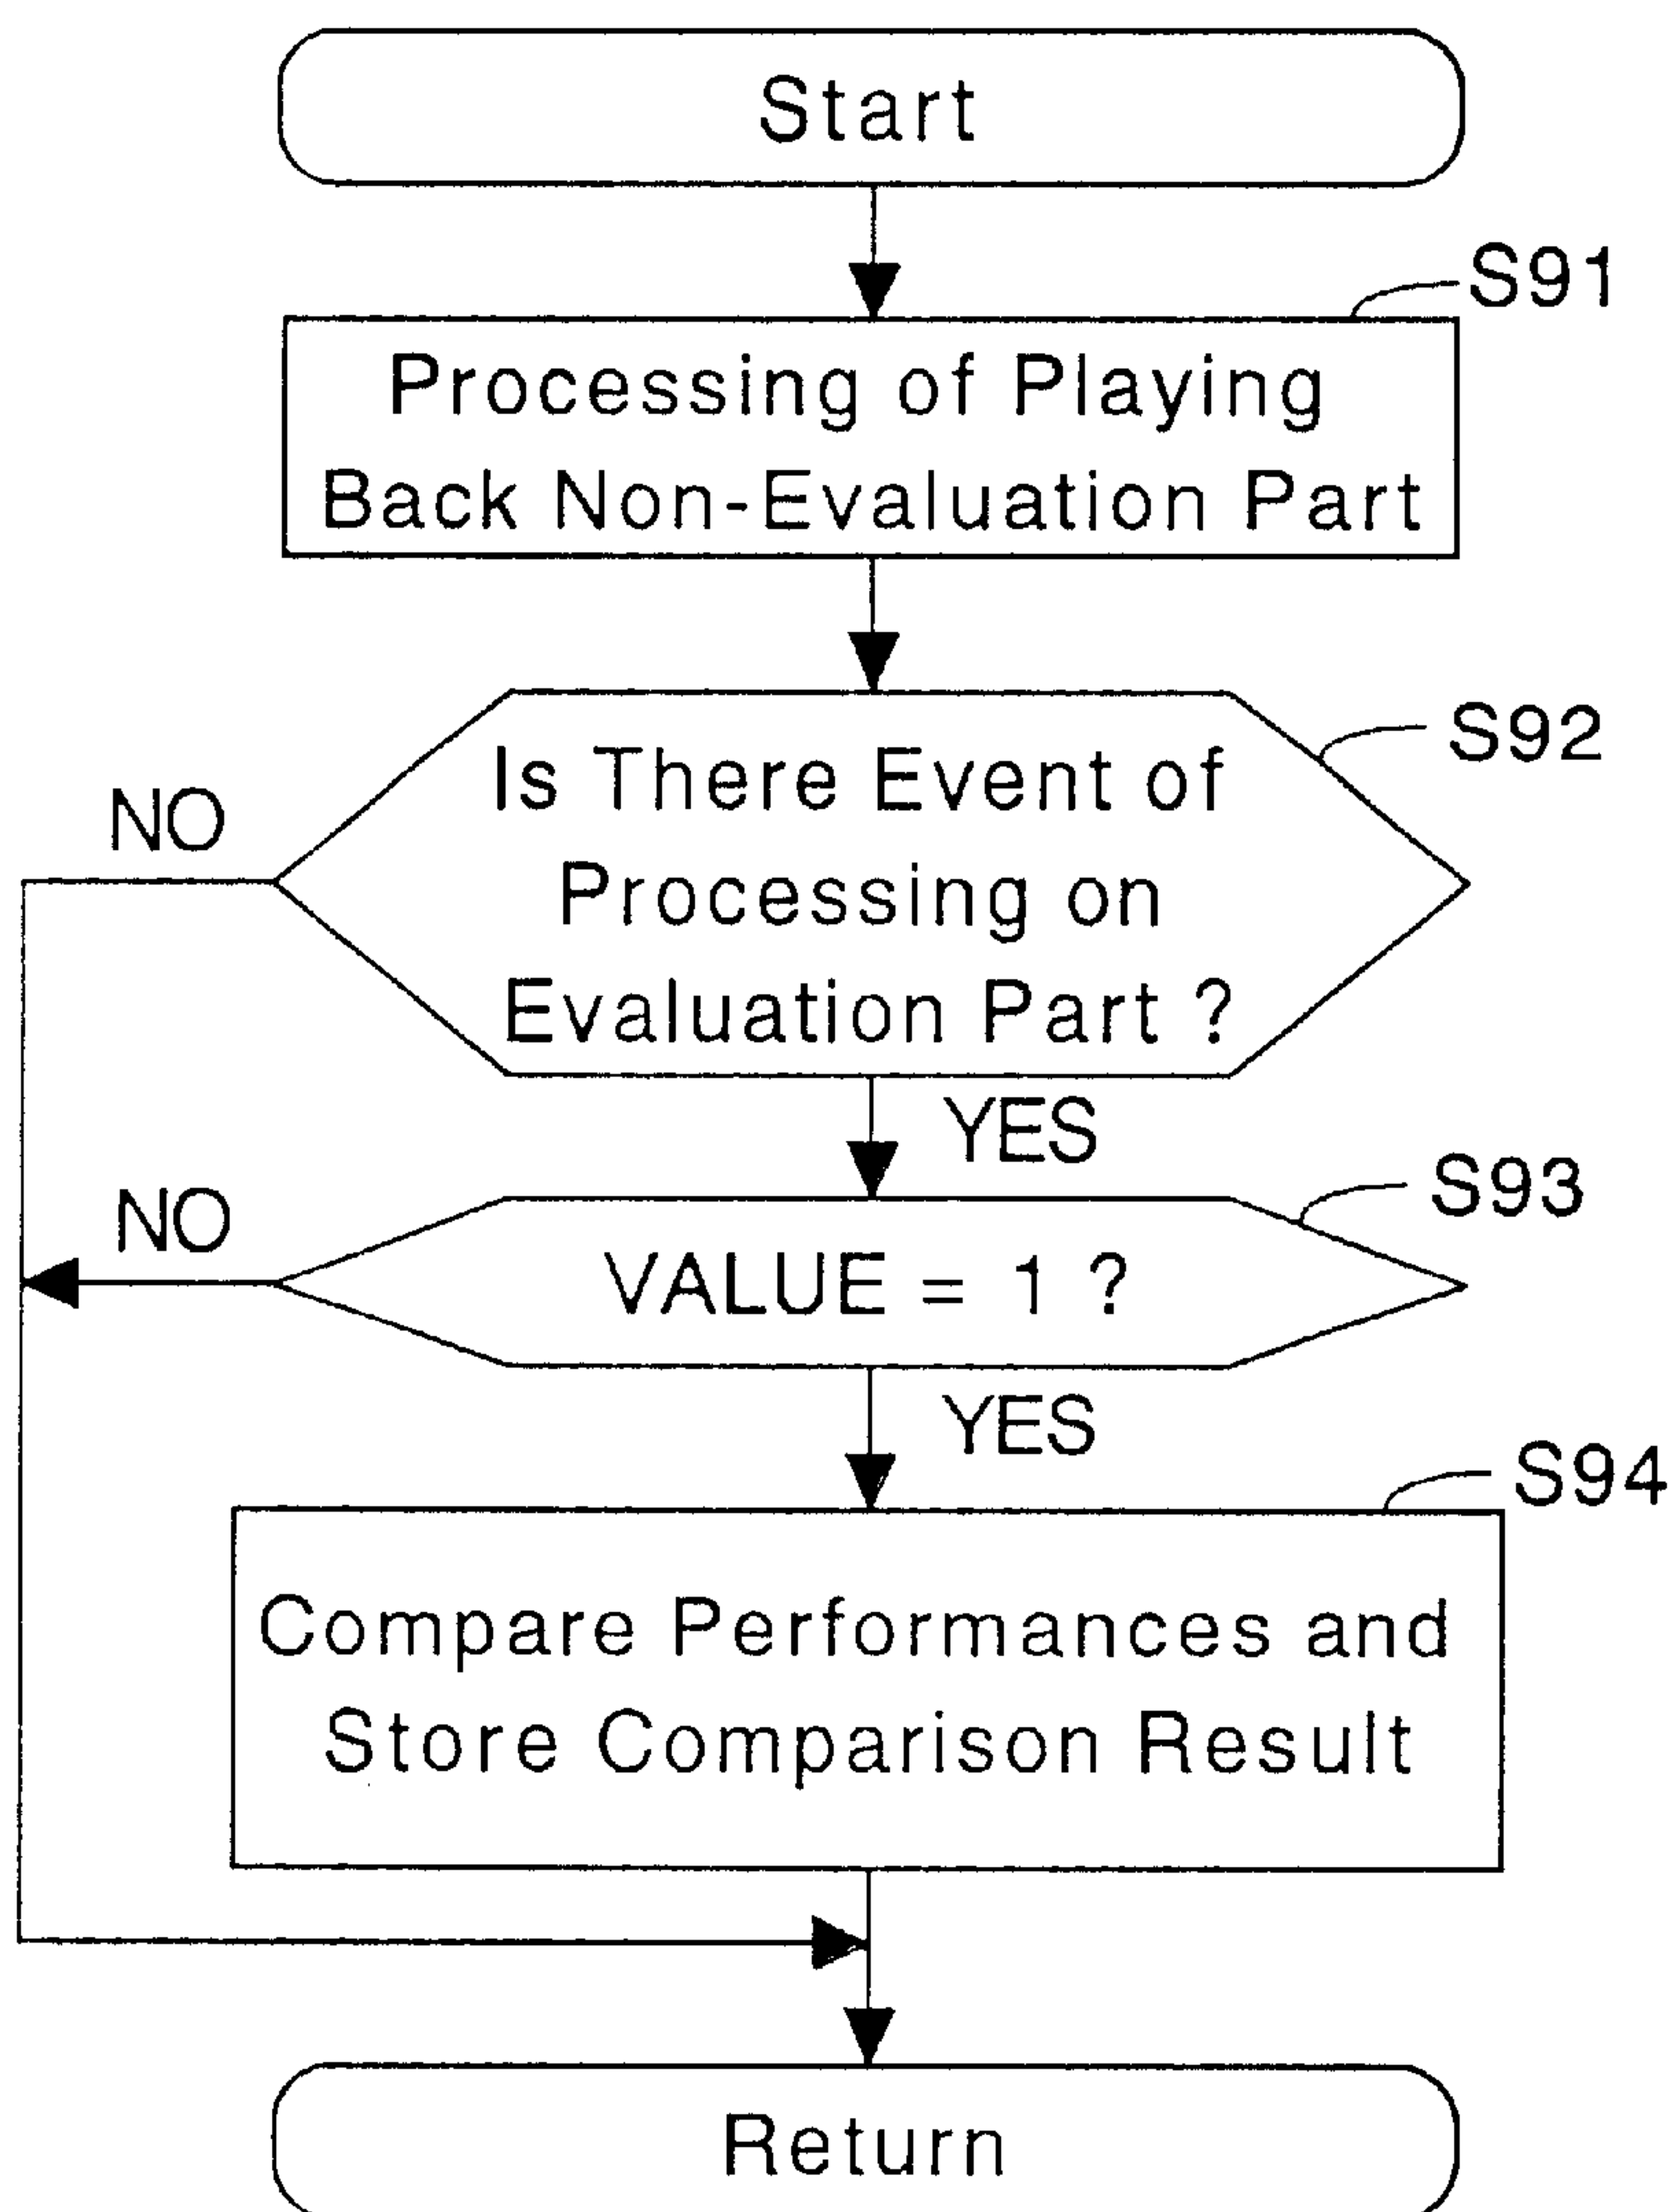 Start
S91
Processing of Playing
Back Non-Evaluation Part
S92
Is There Event of
Processing on
Evaluation Part ?
NO
YES
S93
NO
VALUE = 1 ?
YES
S94
Compare Performances and
Store Comparison Result
Return